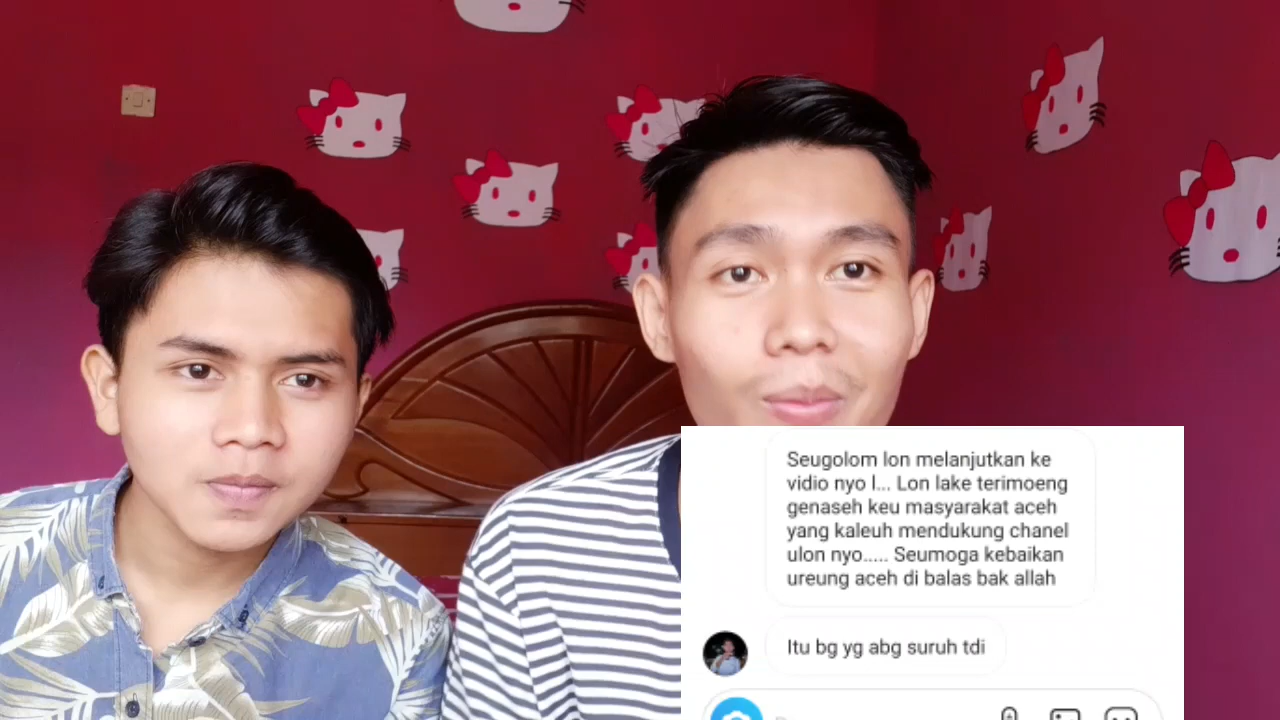 Seugolom lon melanjutkan ke
vidio nyo l... Lon lake terimoeng
genaseh keu masyarakat aceh
yang kaleuh mendukung chanel
ulon nyo..... Seumoga kebaikan
ureung aceh di balas bak allah
Itu bg yg abg suruh tdi